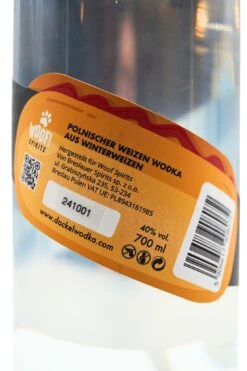 WOOF!
SPIRITS
POLNISCHER WEIZEN WODKA
AUS WINTERWEIZEN
Hergestellt für Woof Spirits
Von Breslauer Spirits sp. z o.o.
ul. Grabiszyńska 235, 53-234
Breslau Polen VAT UE: PL8943161985
241001
www.dackelwodka.com
40% vol.
700 ml